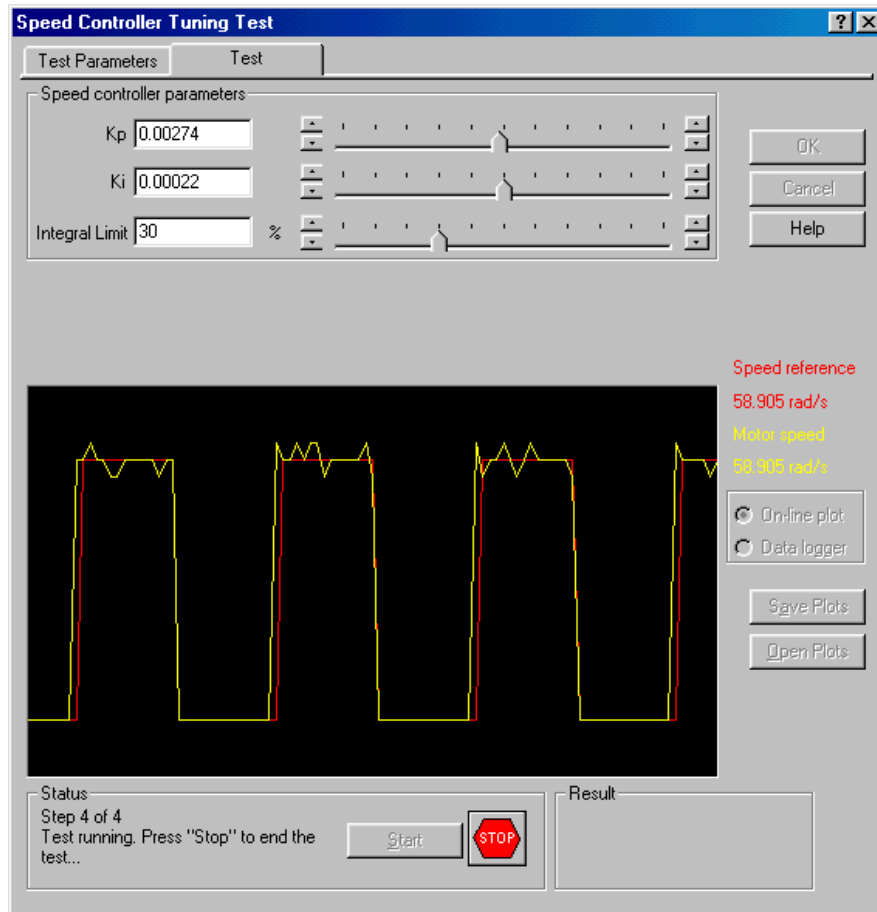 Speed Controller Tuning Test
Test Parameters
Test
Speed controller parameters
Kp 0.00274
Ki 0.00022
Integral Limit 30 %
OK
Cancel
Help
Speed reference
58.905 rad/s
Motor speed
58.905 rad/s
On-line plot
Data logger
Save Plots
Open Plots
Status
Step 4 of 4
Test running. Press "Stop" to end the
test...
Start
STOP
Result